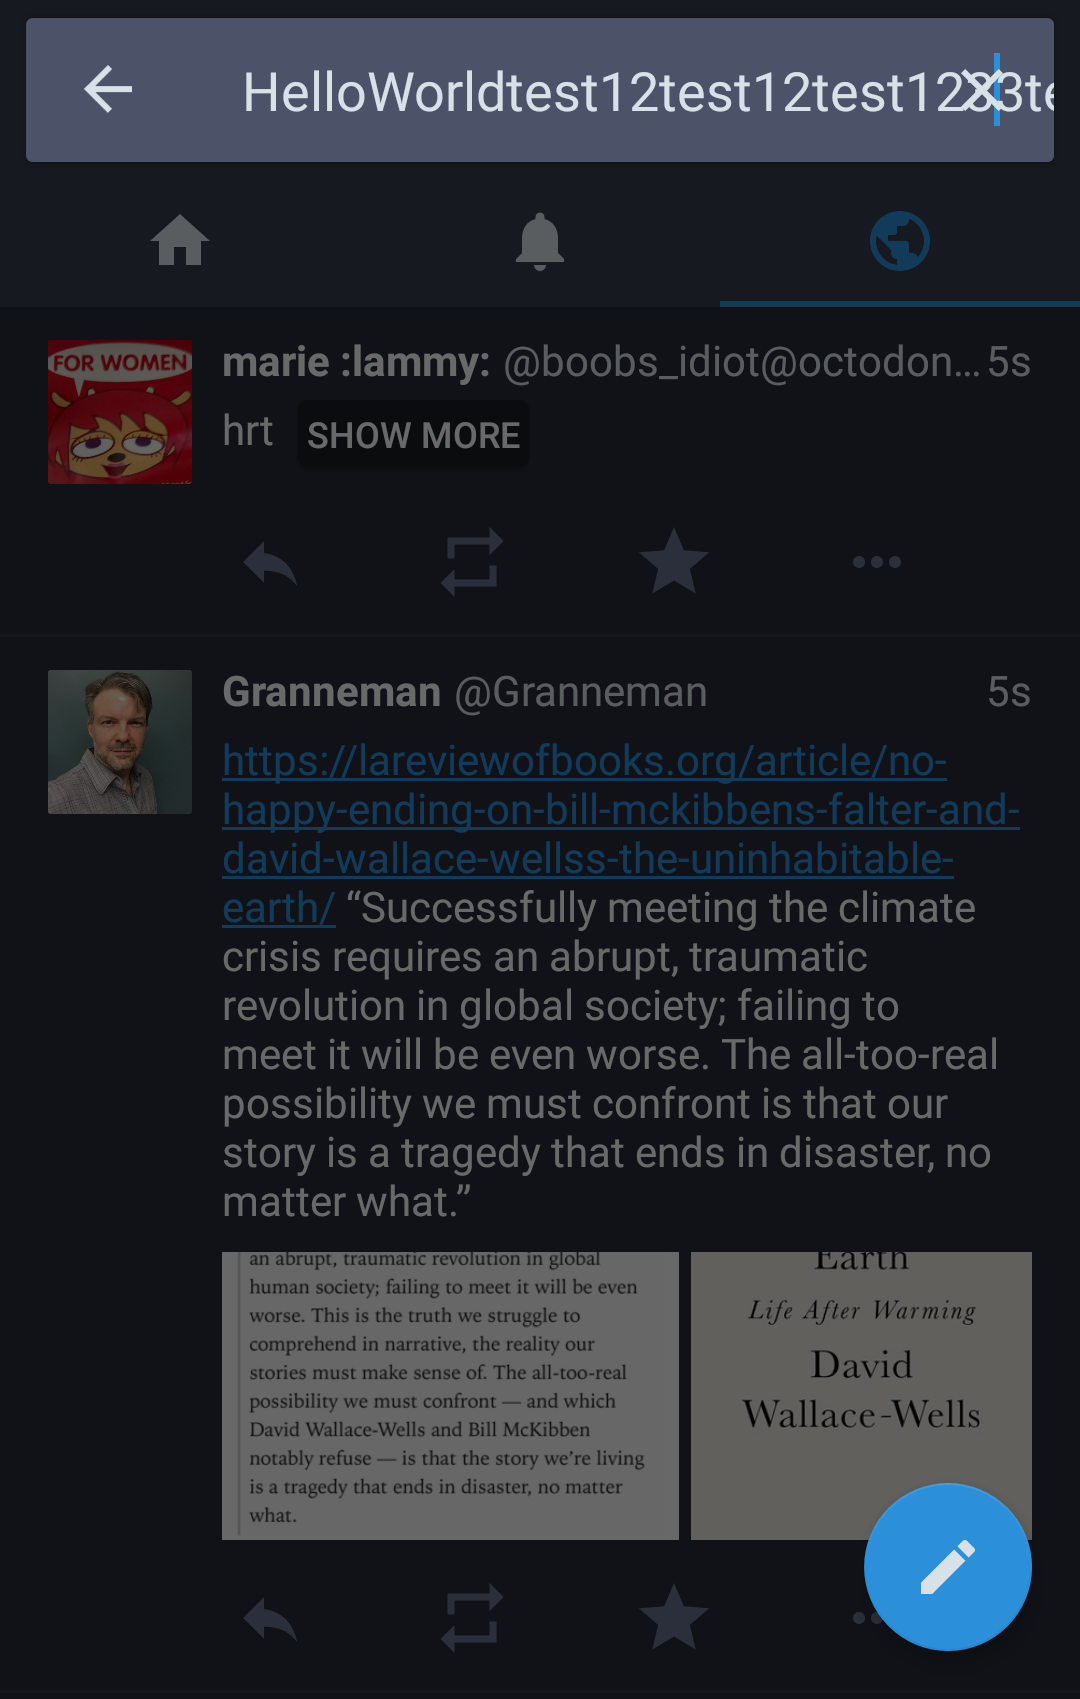 HelloWorldtest12test12test1233te
FOR WOMEN
marie :lammy: @boobs_idiot@octodon... 5s
hrt SHOW MORE
Granneman @Granneman 5s
https://lareviewofbooks.org/article/no-
happy-ending-on-bill-mckibbens-falter-and-
david-wallace-wellss-the-uninhabitable-
earth/ “Successfully meeting the climate
crisis requires an abrupt, traumatic
revolution in global society; failing to
meet it will be even worse. The all-too-real
possibility we must confront is that our
story is a tragedy that ends in disaster, no
matter what.”
an abrupt, traumatic revolution in global
human society; failing to meet it will be even
worse. This is the truth we struggle to
comprehend in narrative, the reality our
stories must make sense of. The all-too-real
possibility we must confront — and which
David Wallace-Wells and Bill McKibben
notably refuse — is that the story we’re living
is a tragedy that ends in disaster, no matter
what.
Earth
Life After Warming
David
Wallace-Wells